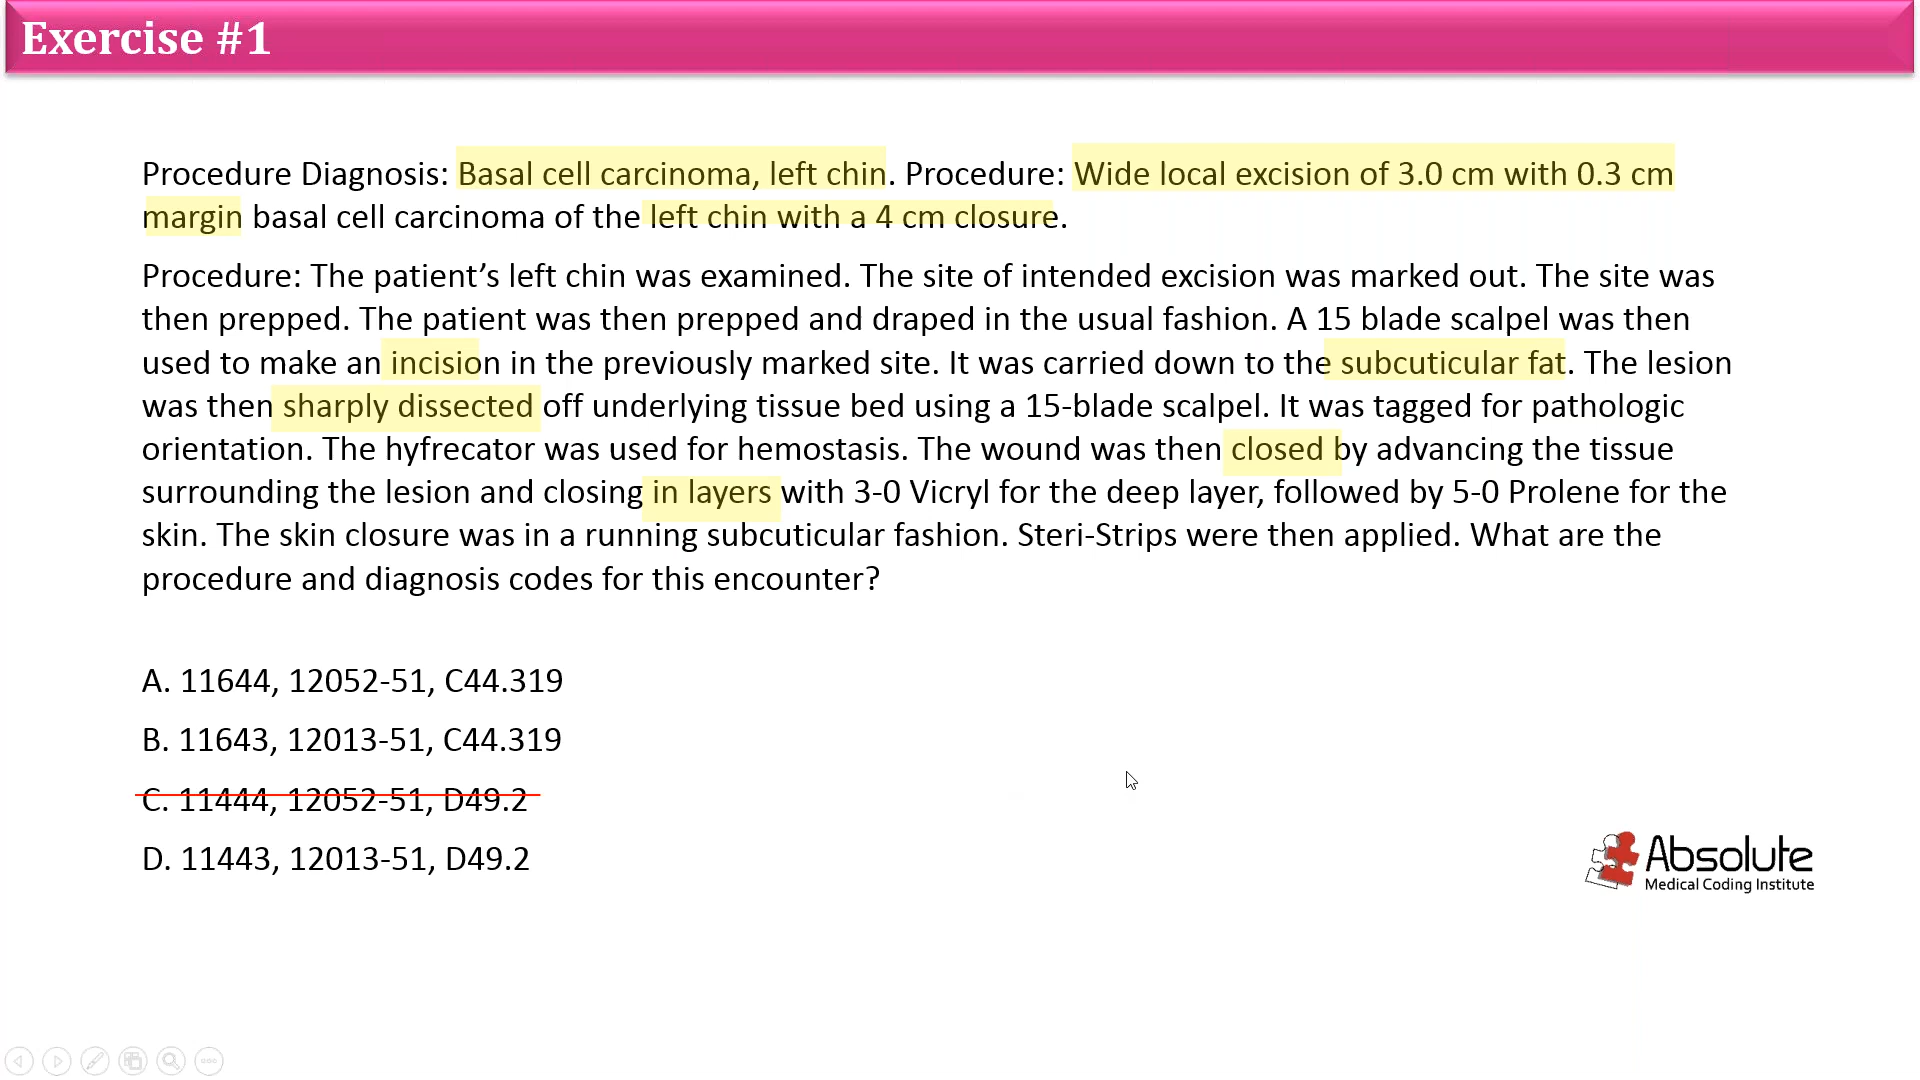 Exercise #1
Procedure Diagnosis: Basal cell carcinoma, left chin. Procedure: Wide local excision of 3.0 cm with 0.3 cm
margin basal cell carcinoma of the left chin with a 4 cm closure.
Procedure: The patient’s left chin was examined. The site of intended excision was marked out. The site was
then prepped. The patient was then prepped and draped in the usual fashion. A 15 blade scalpel was then
used to make an incision in the previously marked site. It was carried down to the subcuticular fat. The lesion
was then sharply dissected off underlying tissue bed using a 15-blade scalpel. It was tagged for pathologic
orientation. The hyfrecator was used for hemostasis. The wound was then closed by advancing the tissue
surrounding the lesion and closing in layers with 3-0 Vicryl for the deep layer, followed by 5-0 Prolene for the
skin. The skin closure was in a running subcuticular fashion. Steri-Strips were then applied. What are the
procedure and diagnosis codes for this encounter?
A. 11644, 12052-51, C44.319
B. 11643, 12013-51, C44.319
C. 11444, 12052-51, D49.2
D. 11443, 12013-51, D49.2
Absolute
Medical Coding Institute